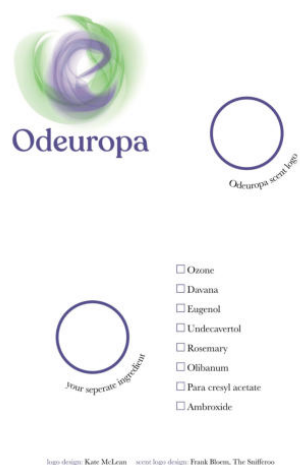 Odeuropa
Odeuropa scent logo
Ozone
Davana
Eugenol
Undecavertol
Rosemary
Olibanum
Para cresyl acetate
Ambroxide
your seperate ingredient
logo design: Kate McLean scent logo design: Frank Bloem, The Snifferoo